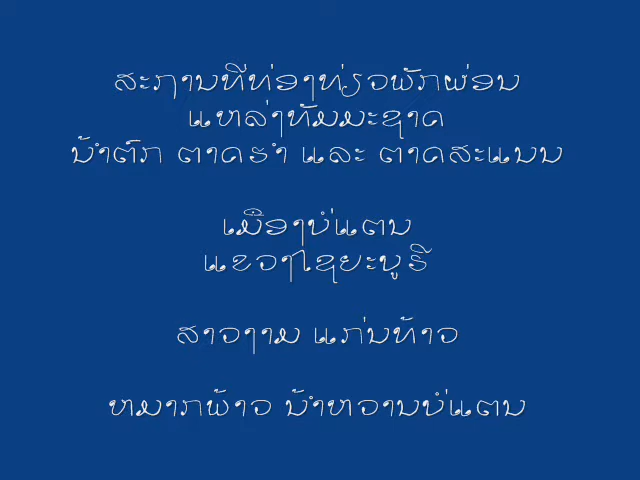 ສະຖານທີ່ທ່ອງທ່ຽວພັກຜ່ອນ
ແຫລ່ງທັມມະຊາດ
ນ້ຳຕົກ ຕາດຮຳ ແລະ ຕາດສະແນນ
ເມືອງບໍ່ແຕນ
ແຂວງໄຊຍະບູຣີ
ສາວງາມ ແກ່ນທ້າວ
ຫມາກພ້າວ ນ້ຳຫວານບໍ່ແຕນ